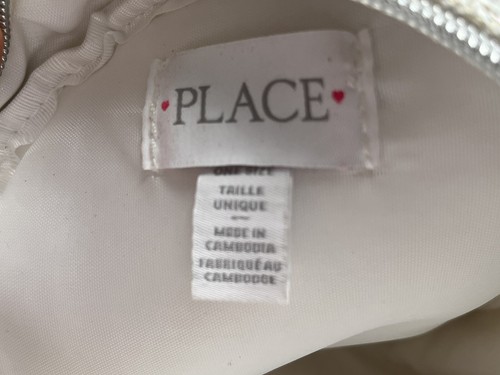 PLACE
ONE SIZE
TAILLE
UNIQUE
MADE IN
CAMBODIA
FABRIQUÉ AU
CAMBODGE